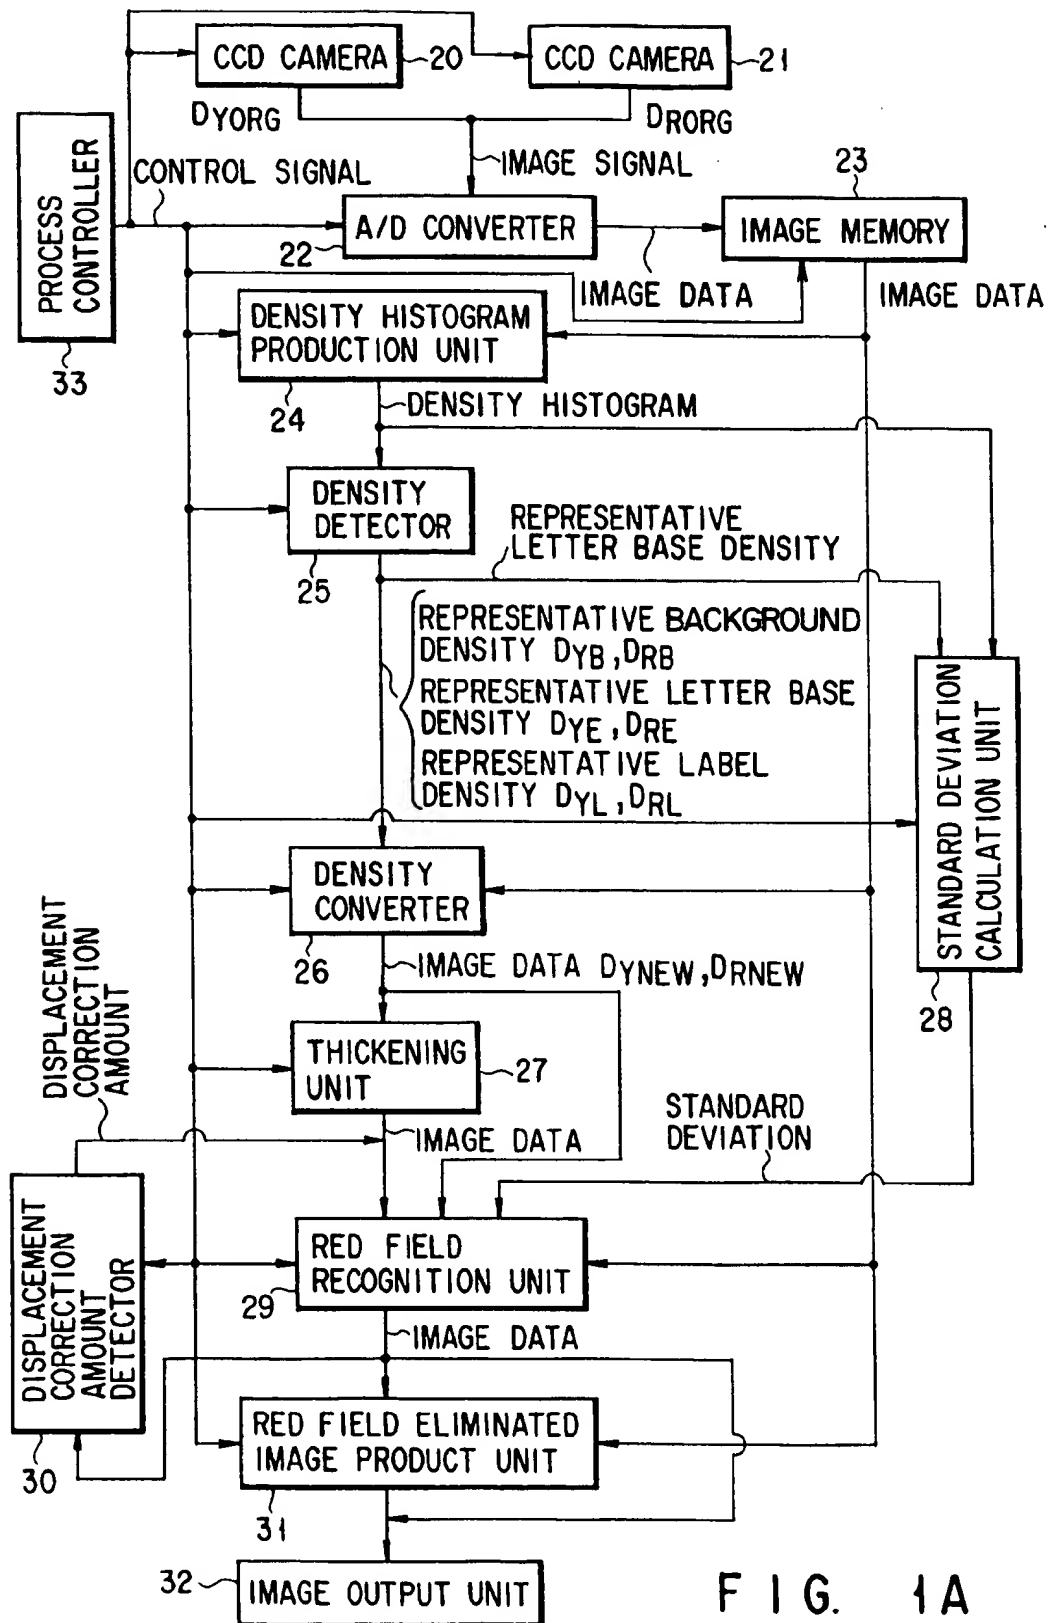 CCD CAMERA
20
CCD CAMERA
21
DYORG
DRORG
PROCESS
CONTROLLER
33
CONTROL SIGNAL
IMAGE SIGNAL
23
A/D CONVERTER
22
IMAGE MEMORY
IMAGE DATA
IMAGE DATA
DENSITY HISTOGRAM
PRODUCTION UNIT
24
DENSITY HISTOGRAM
DENSITY
DETECTOR
25
REPRESENTATIVE
LETTER BASE DENSITY
REPRESENTATIVE BACKGROUND
DENSITY DYB, DRB
REPRESENTATIVE LETTER BASE
DENSITY DYE, DRE
REPRESENTATIVE LABEL
DENSITY DYL, DRL
STANDARD DEVIATION
CALCULATION UNIT
28
DENSITY
CONVERTER
26
IMAGE DATA DYNEW, DRNEW
DISPLACEMENT
CORRECTION
AMOUNT
THICKENING
UNIT
27
IMAGE DATA
STANDARD
DEVIATION
DISPLACEMENT
CORRECTION
AMOUNT
DETECTOR
30
RED FIELD
RECOGNITION UNIT
29
IMAGE DATA
RED FIELD ELIMINATED
IMAGE PRODUCT UNIT
31
32
IMAGE OUTPUT UNIT
FIG. 1A